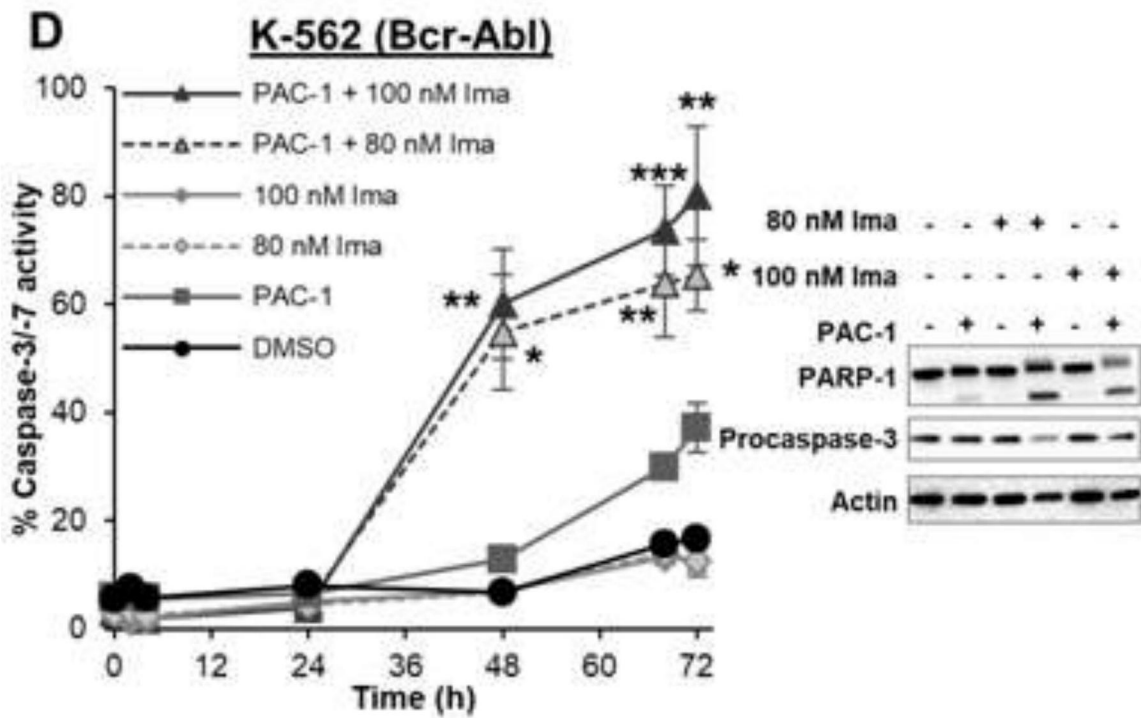 D
K-562 (Bcr-Abl)
% Caspase-3/-7 activity
100
80
60
40
20
0
PAC-1 + 100 nM Ima
PAC-1 + 80 nM Ima
100 nM Ima
80 nM Ima
PAC-1
DMSO
**
*
***
**
**
*
0 12 24 36 48 60 72
Time (h)
80 nM Ima - - + + - -
100 nM Ima - - - - + +
PAC-1 - + - + - +
PARP-1
Procaspase-3
Actin